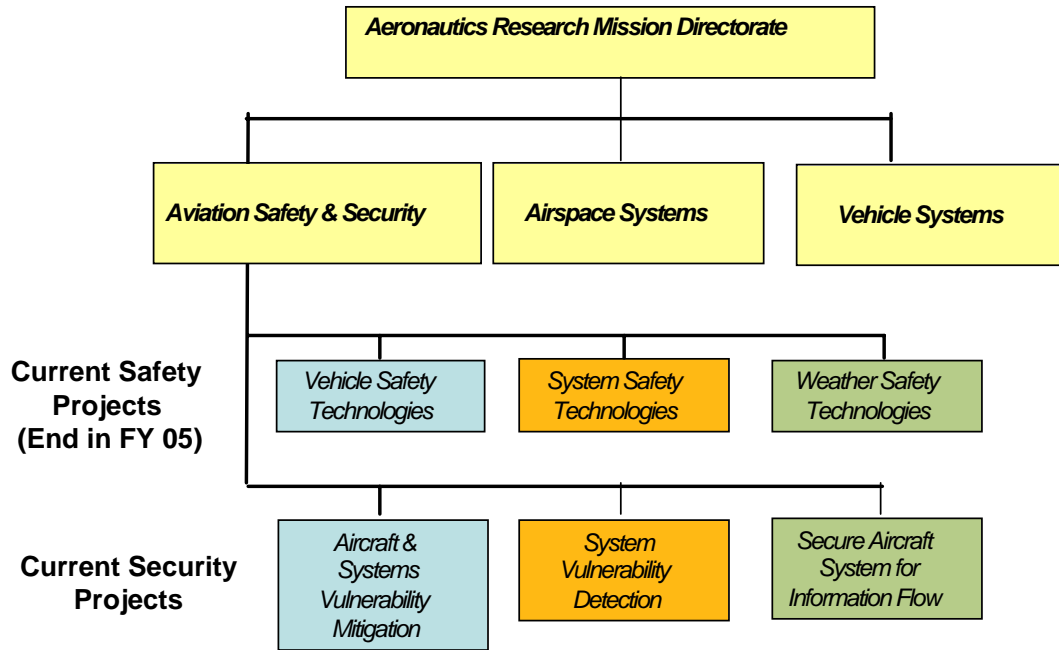 Aeronautics Research Mission Directorate
Aviation Safety & Security
Airspace Systems
Vehicle Systems
Current Safety
Projects
(End in FY 05)
Vehicle Safety
Technologies
System Safety
Technologies
Weather Safety
Technologies
Current Security
Projects
Aircraft &
Systems
Vulnerability
Mitigation
System
Vulnerability
Detection
Secure Aircraft
System for
Information Flow